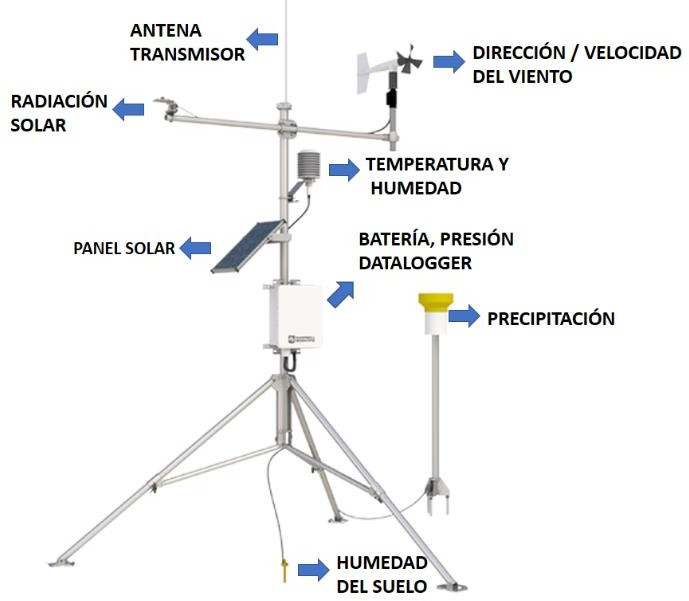 ANTENA
TRANSMISOR
DIRECCIÓN / VELOCIDAD
DEL VIENTO
RADIACIÓN
SOLAR
TEMPERATURA Y
HUMEDAD
PANEL SOLAR
BATERÍA, PRESIÓN
DATALOGGER
PRECIPITACIÓN
HUMEDAD
DEL SUELO